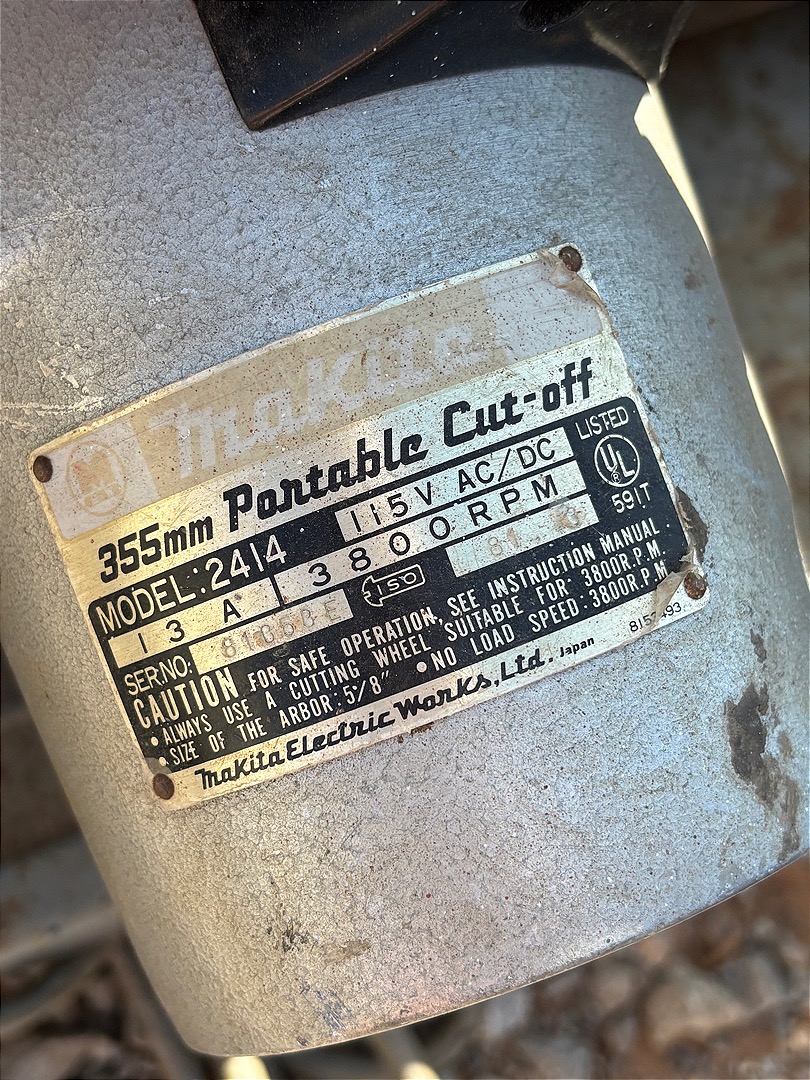 Makita
355mm Portable Cut-off
MODEL:2414 115V AC/DC
13 A 3800RPM
SER.NO: ISO
LISTED
UL
591T
CAUTION FOR SAFE OPERATION, SEE INSTRUCTION MANUAL.
• ALWAYS USE A CUTTING WHEEL SUITABLE FOR 3800R.P.M.
• SIZE OF THE ARBOR: 5/8" • NO LOAD SPEED: 3800R.P.M.
Makita Electric Works, Ltd. Japan